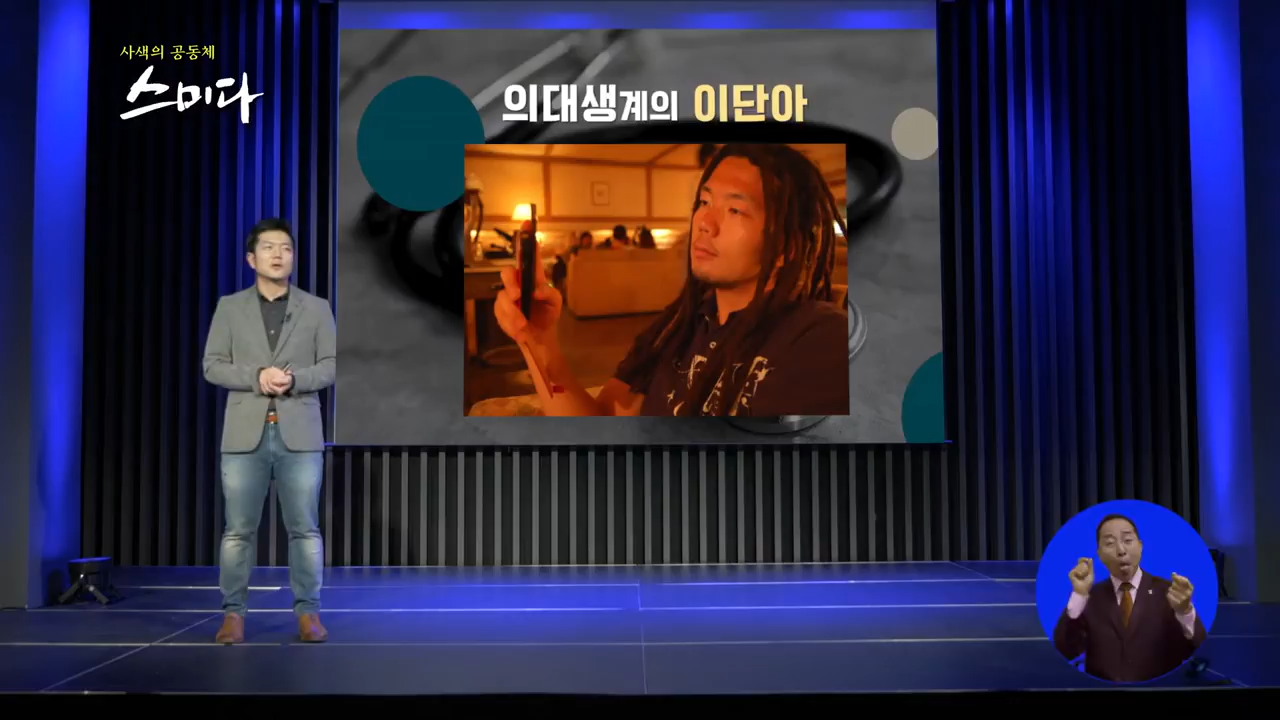 사색의 공동체
스미다
의대생계의 이단아